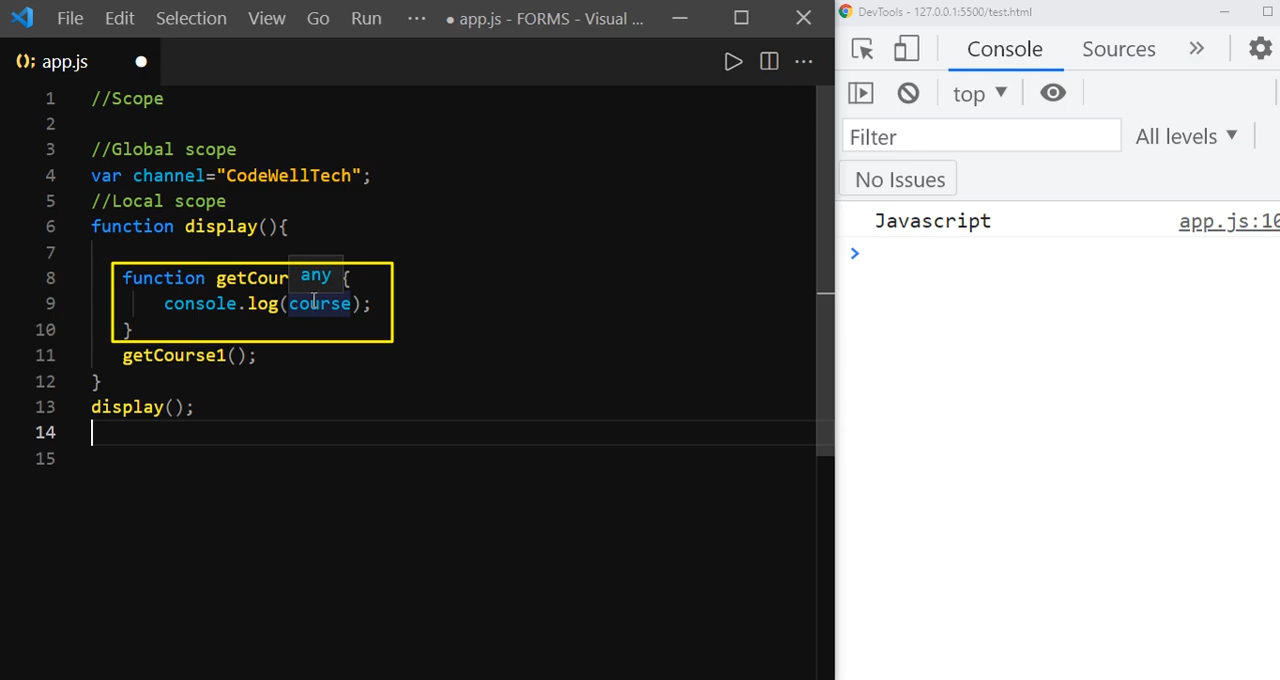 File Edit Selection View Go Run ··· ● app.js - FORMS - Visual ...
(); app.js ●
1 //Scope
2
3 //Global scope
4 var channel="CodeWellTech";
5 //Local scope
6 function display(){
7
8 function getCour any {
9 console.log(course);
10 }
11 getCourse1();
12 }
13 display();
14
15
DevTools - 127.0.0.1:5500/test.html
Console Sources »
top ▼
Filter All levels ▼
No Issues
Javascript app.js:10
>